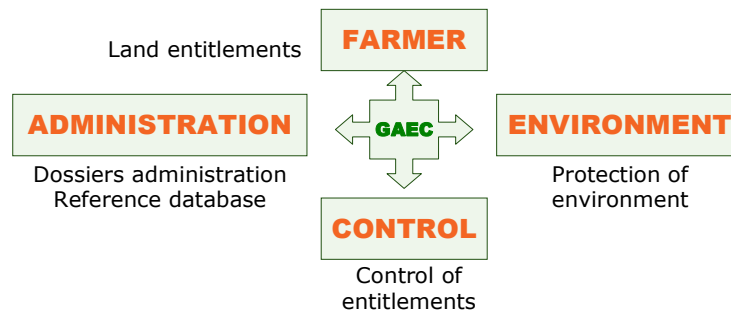 Land entitlements
FARMER
ADMINISTRATION
GAEC
ENVIRONMENT
Dossiers administration
Reference database
Protection of
environment
CONTROL
Control of
entitlements